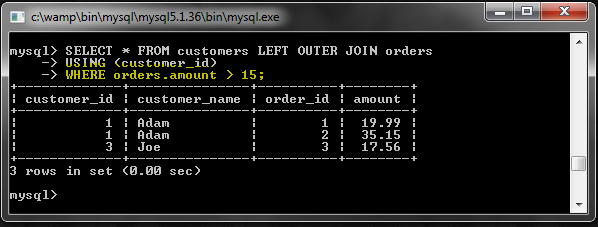 c:\wamp\bin\mysql\mysql5.1.36\bin\mysql.exe
mysql> SELECT * FROM customers LEFT OUTER JOIN orders
-> USING (customer_id)
-> WHERE orders.amount > 15;
+-------------+---------------+----------+--------+
| customer_id | customer_name | order_id | amount |
+-------------+---------------+----------+--------+
| 1 | Adam | 1 | 19.99 |
| 1 | Adam | 2 | 35.15 |
| 3 | Joe | 3 | 17.56 |
+-------------+---------------+----------+--------+
3 rows in set (0.00 sec)
mysql>